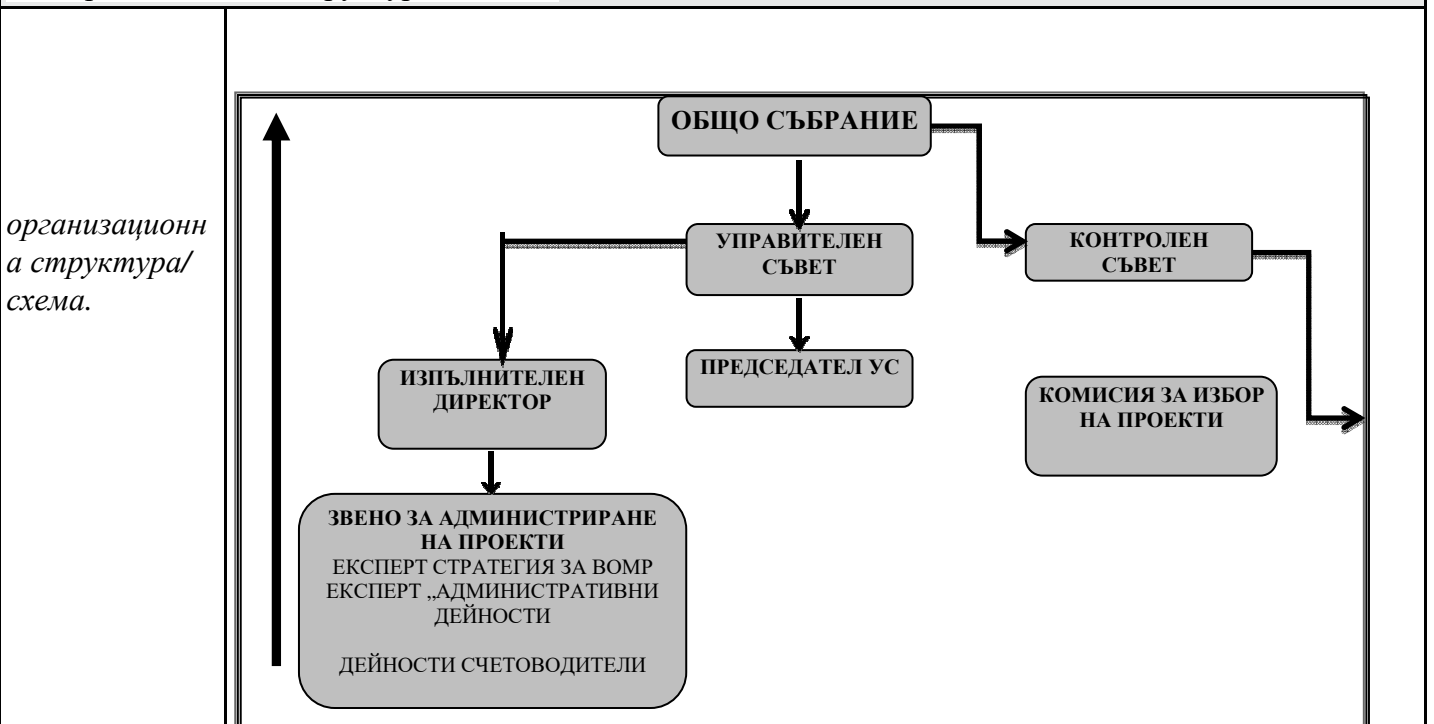 организационн
а структура/
схема.
ОБЩО СЪБРАНИЕ
УПРАВИТЕЛЕН
СЪВЕТ
КОНТРОЛЕН
СЪВЕТ
ИЗПЪЛНИТЕЛЕН
ДИРЕКТОР
ПРЕДСЕДАТЕЛ УС
КОМИСИЯ ЗА ИЗБОР
НА ПРОЕКТИ
ЗВЕНО ЗА АДМИНИСТРИРАНЕ
НА ПРОЕКТИ
ЕКСПЕРТ СТРАТЕГИЯ ЗА ВОМР
ЕКСПЕРТ „АДМИНИСТРАТИВНИ
ДЕЙНОСТИ
ДЕЙНОСТИ СЧЕТОВОДИТЕЛИ